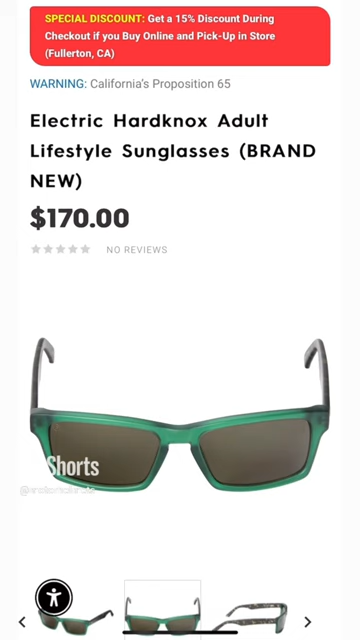 SPECIAL DISCOUNT: Get a 15% Discount During
Checkout if you Buy Online and Pick-Up in Store
(Fullerton, CA)
WARNING: California's Proposition 65
Electric Hardknox Adult
Lifestyle Sunglasses (BRAND
NEW)
$170.00
NO REVIEWS
Shorts